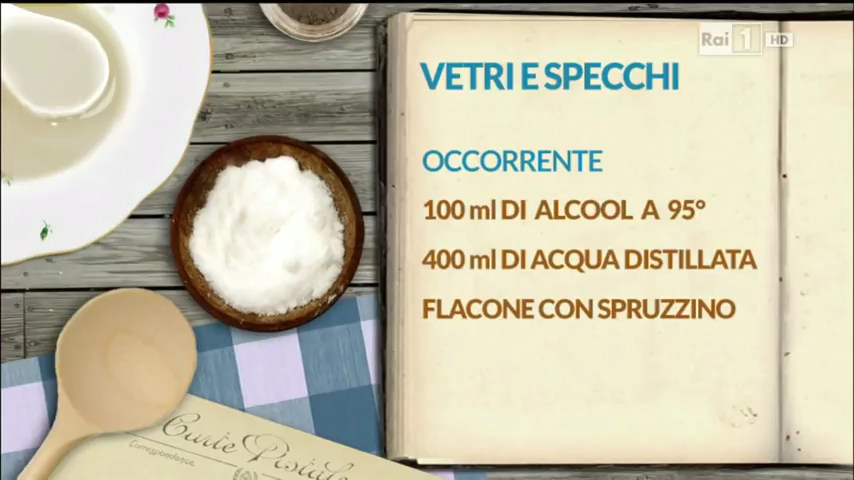 Rai 1 HD
VETRI E SPECCHI
OCCORRENTE
100 ml DI ALCOOL A 95°
400 ml DI ACQUA DISTILLATA
FLACONE CON SPRUZZINO
Carte Postale
Correspondance